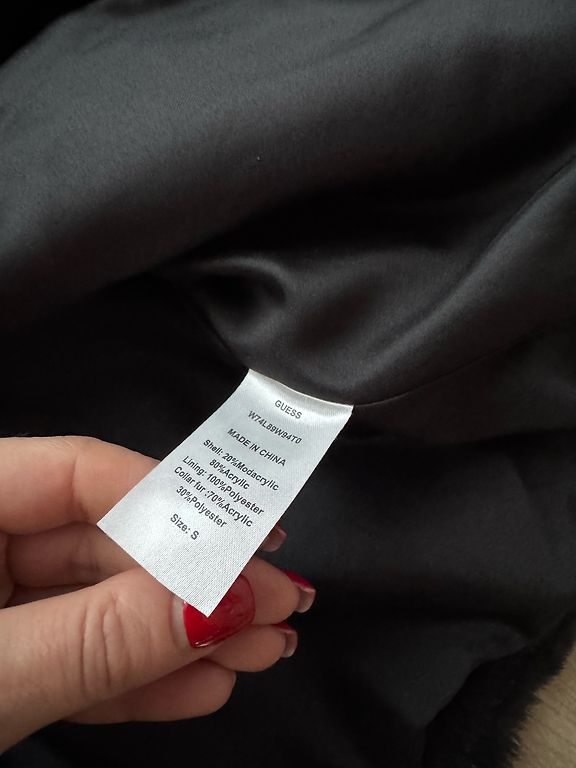 GUESS
W74L89W94T0
MADE IN CHINA
Shell: 20%Modacrylic
80%Acrylic
Lining: 100%Polyester
Collar fur :70%Acrylic
30%Polyester
Size: S